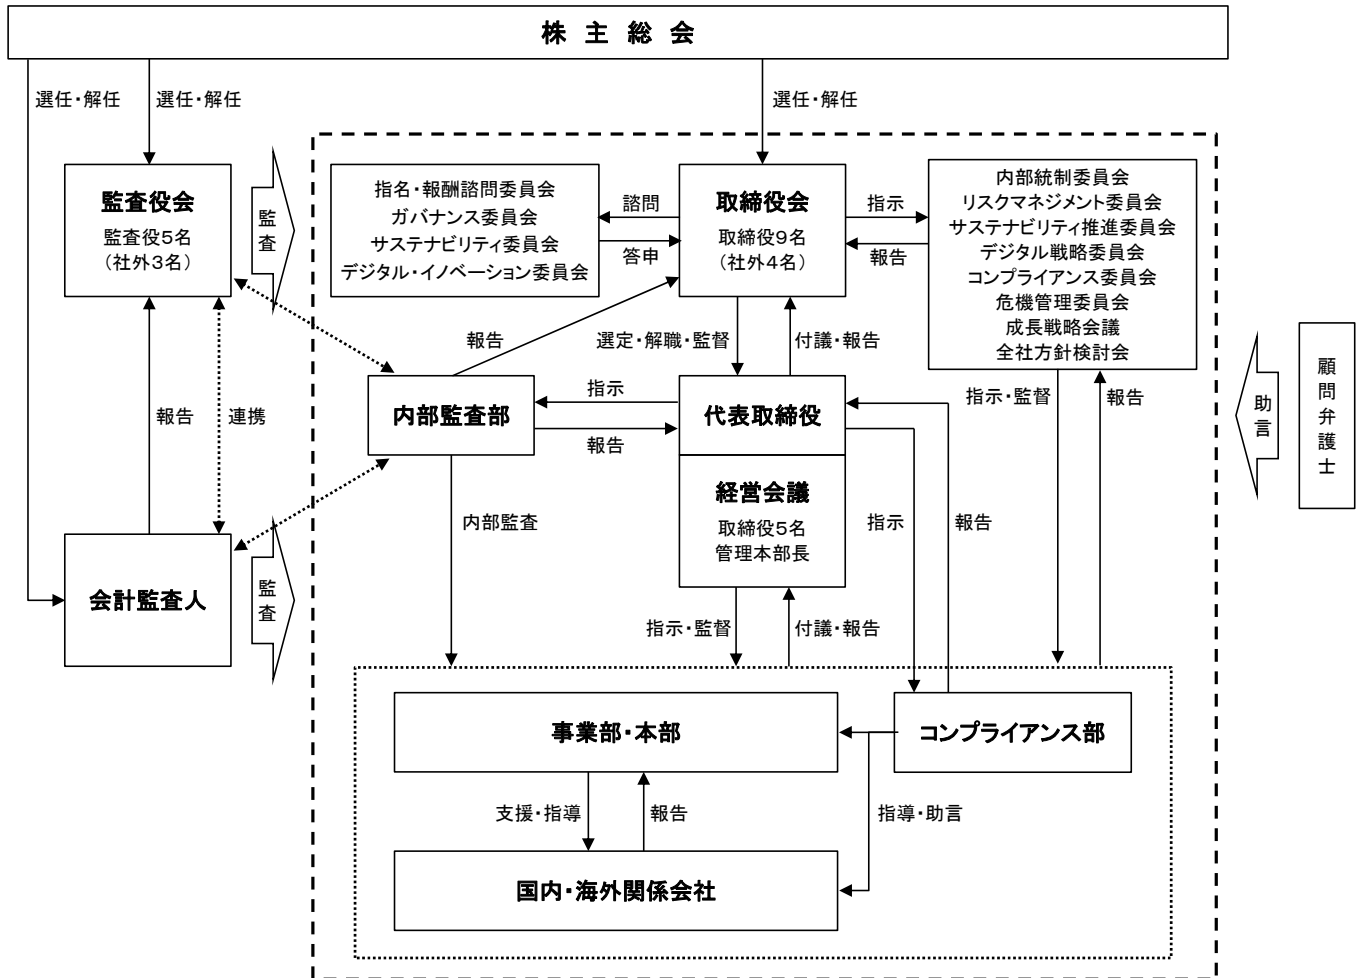 株主総会
選任・解任
選任・解任
選任・解任
監査役会
監査役5名
（社外3名）
監査
指名・報酬諮問委員会
ガバナンス委員会
サステナビリティ委員会
デジタル・イノベーション委員会
諮問
答申
取締役会
取締役9名
（社外4名）
指示
報告
内部統制委員会
リスクマネジメント委員会
サステナビリティ推進委員会
デジタル戦略委員会
コンプライアンス委員会
危機管理委員会
成長戦略会議
全社方針検討会
報告
選定・解職・監督
付議・報告
指示・監督
報告
顧問弁護士
助言
報告
連携
内部監査部
指示
報告
代表取締役
経営会議
取締役5名
管理本部長
内部監査
指示
報告
会計監査人
監査
指示・監督
付議・報告
事業部・本部
コンプライアンス部
支援・指導
報告
指導・助言
国内・海外関係会社